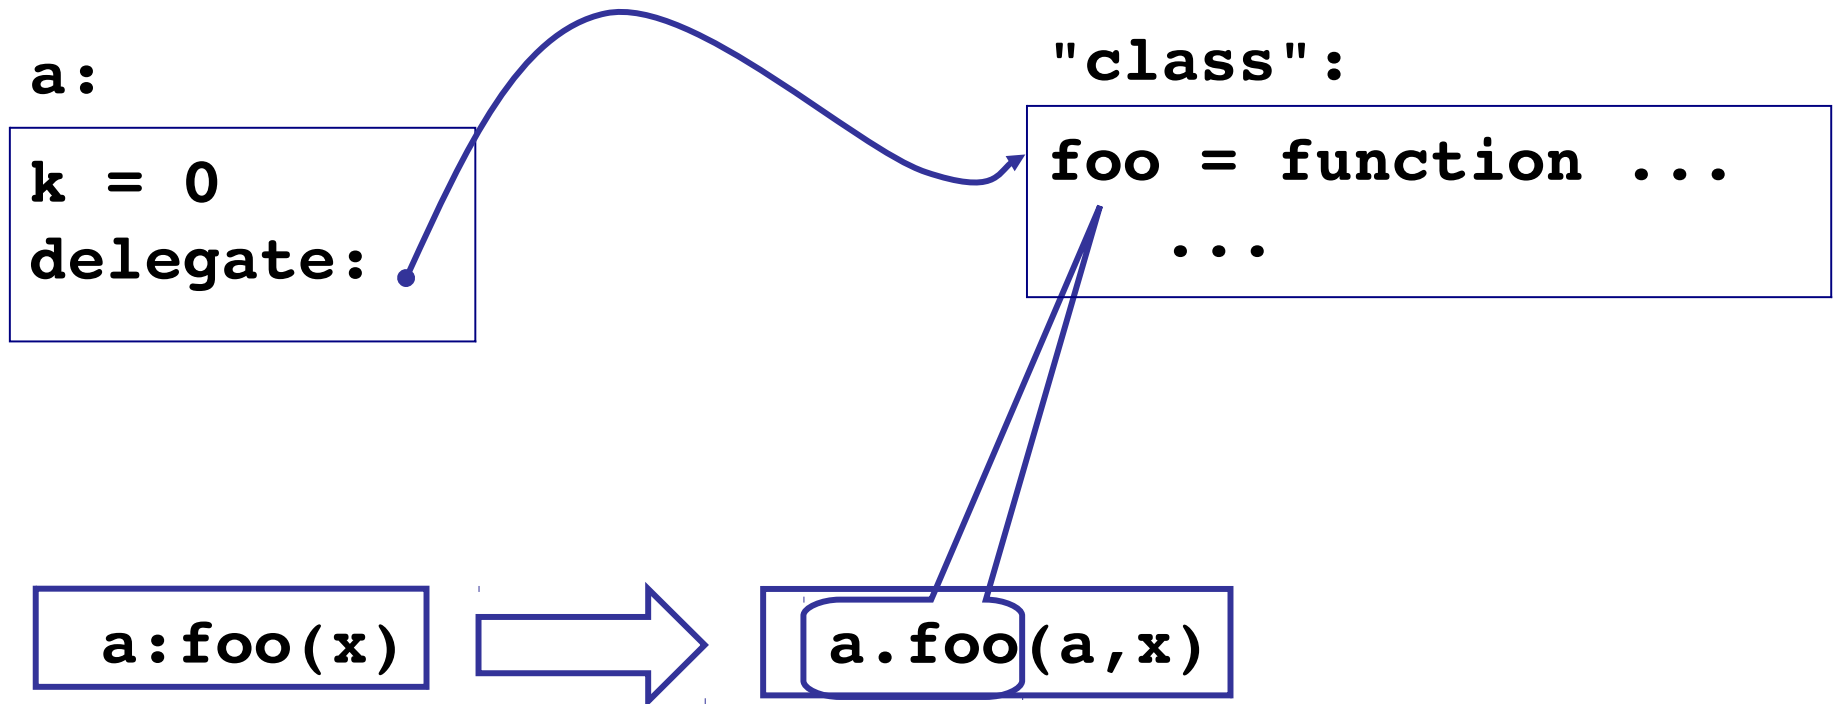 a:
k = 0
delegate:
"class":
foo = function ...
...
a:foo(x)
a.foo(a,x)